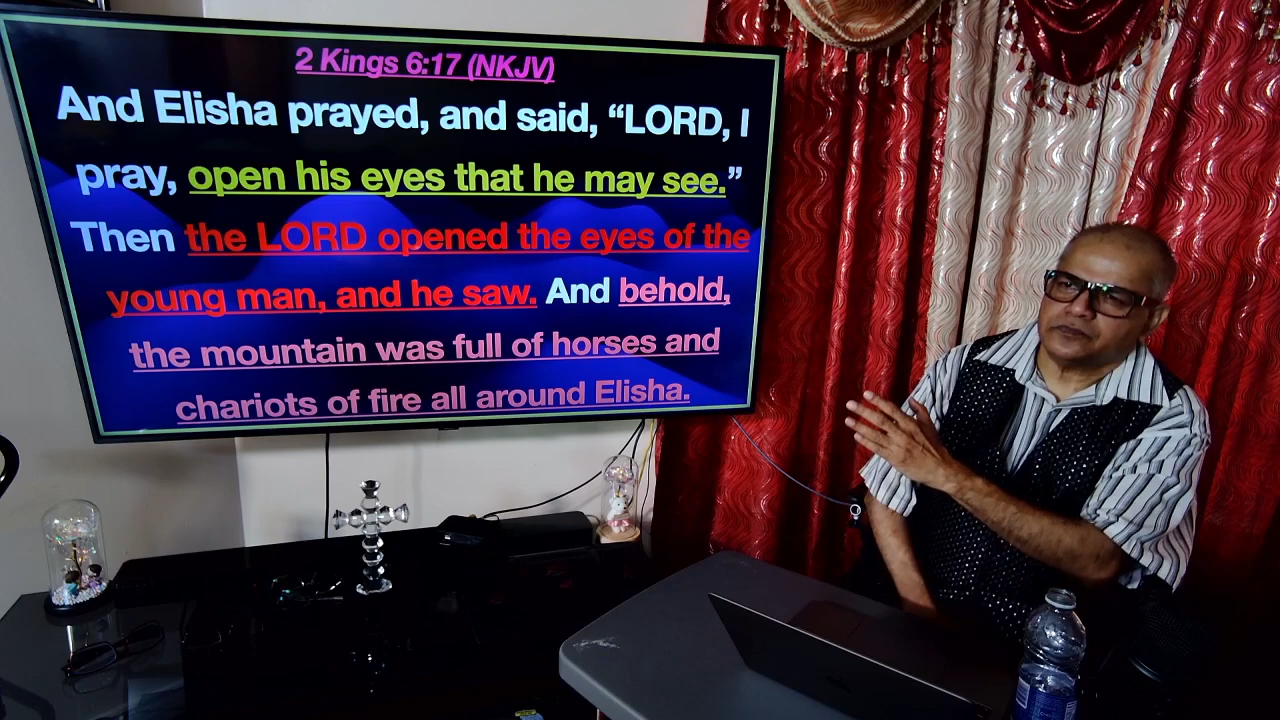 2 Kings 6:17 (NKJV)
And Elisha prayed, and said, “LORD, I
pray, open his eyes that he may see.”
Then the LORD opened the eyes of the
young man, and he saw. And behold,
the mountain was full of horses and
chariots of fire all around Elisha.